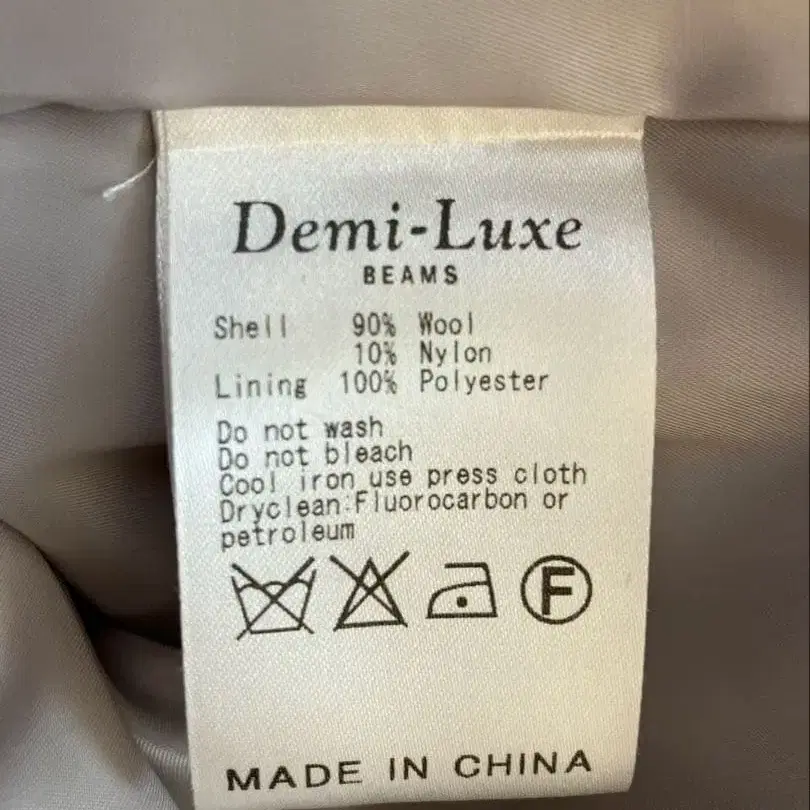 Demi-Luxe
BEAMS
Shell 90% Wool
10% Nylon
Lining 100% Polyester
Do not wash
Do not bleach
Cool iron use press cloth
Dryclean:Fluorocarbon or
petroleum
F
MADE IN CHINA